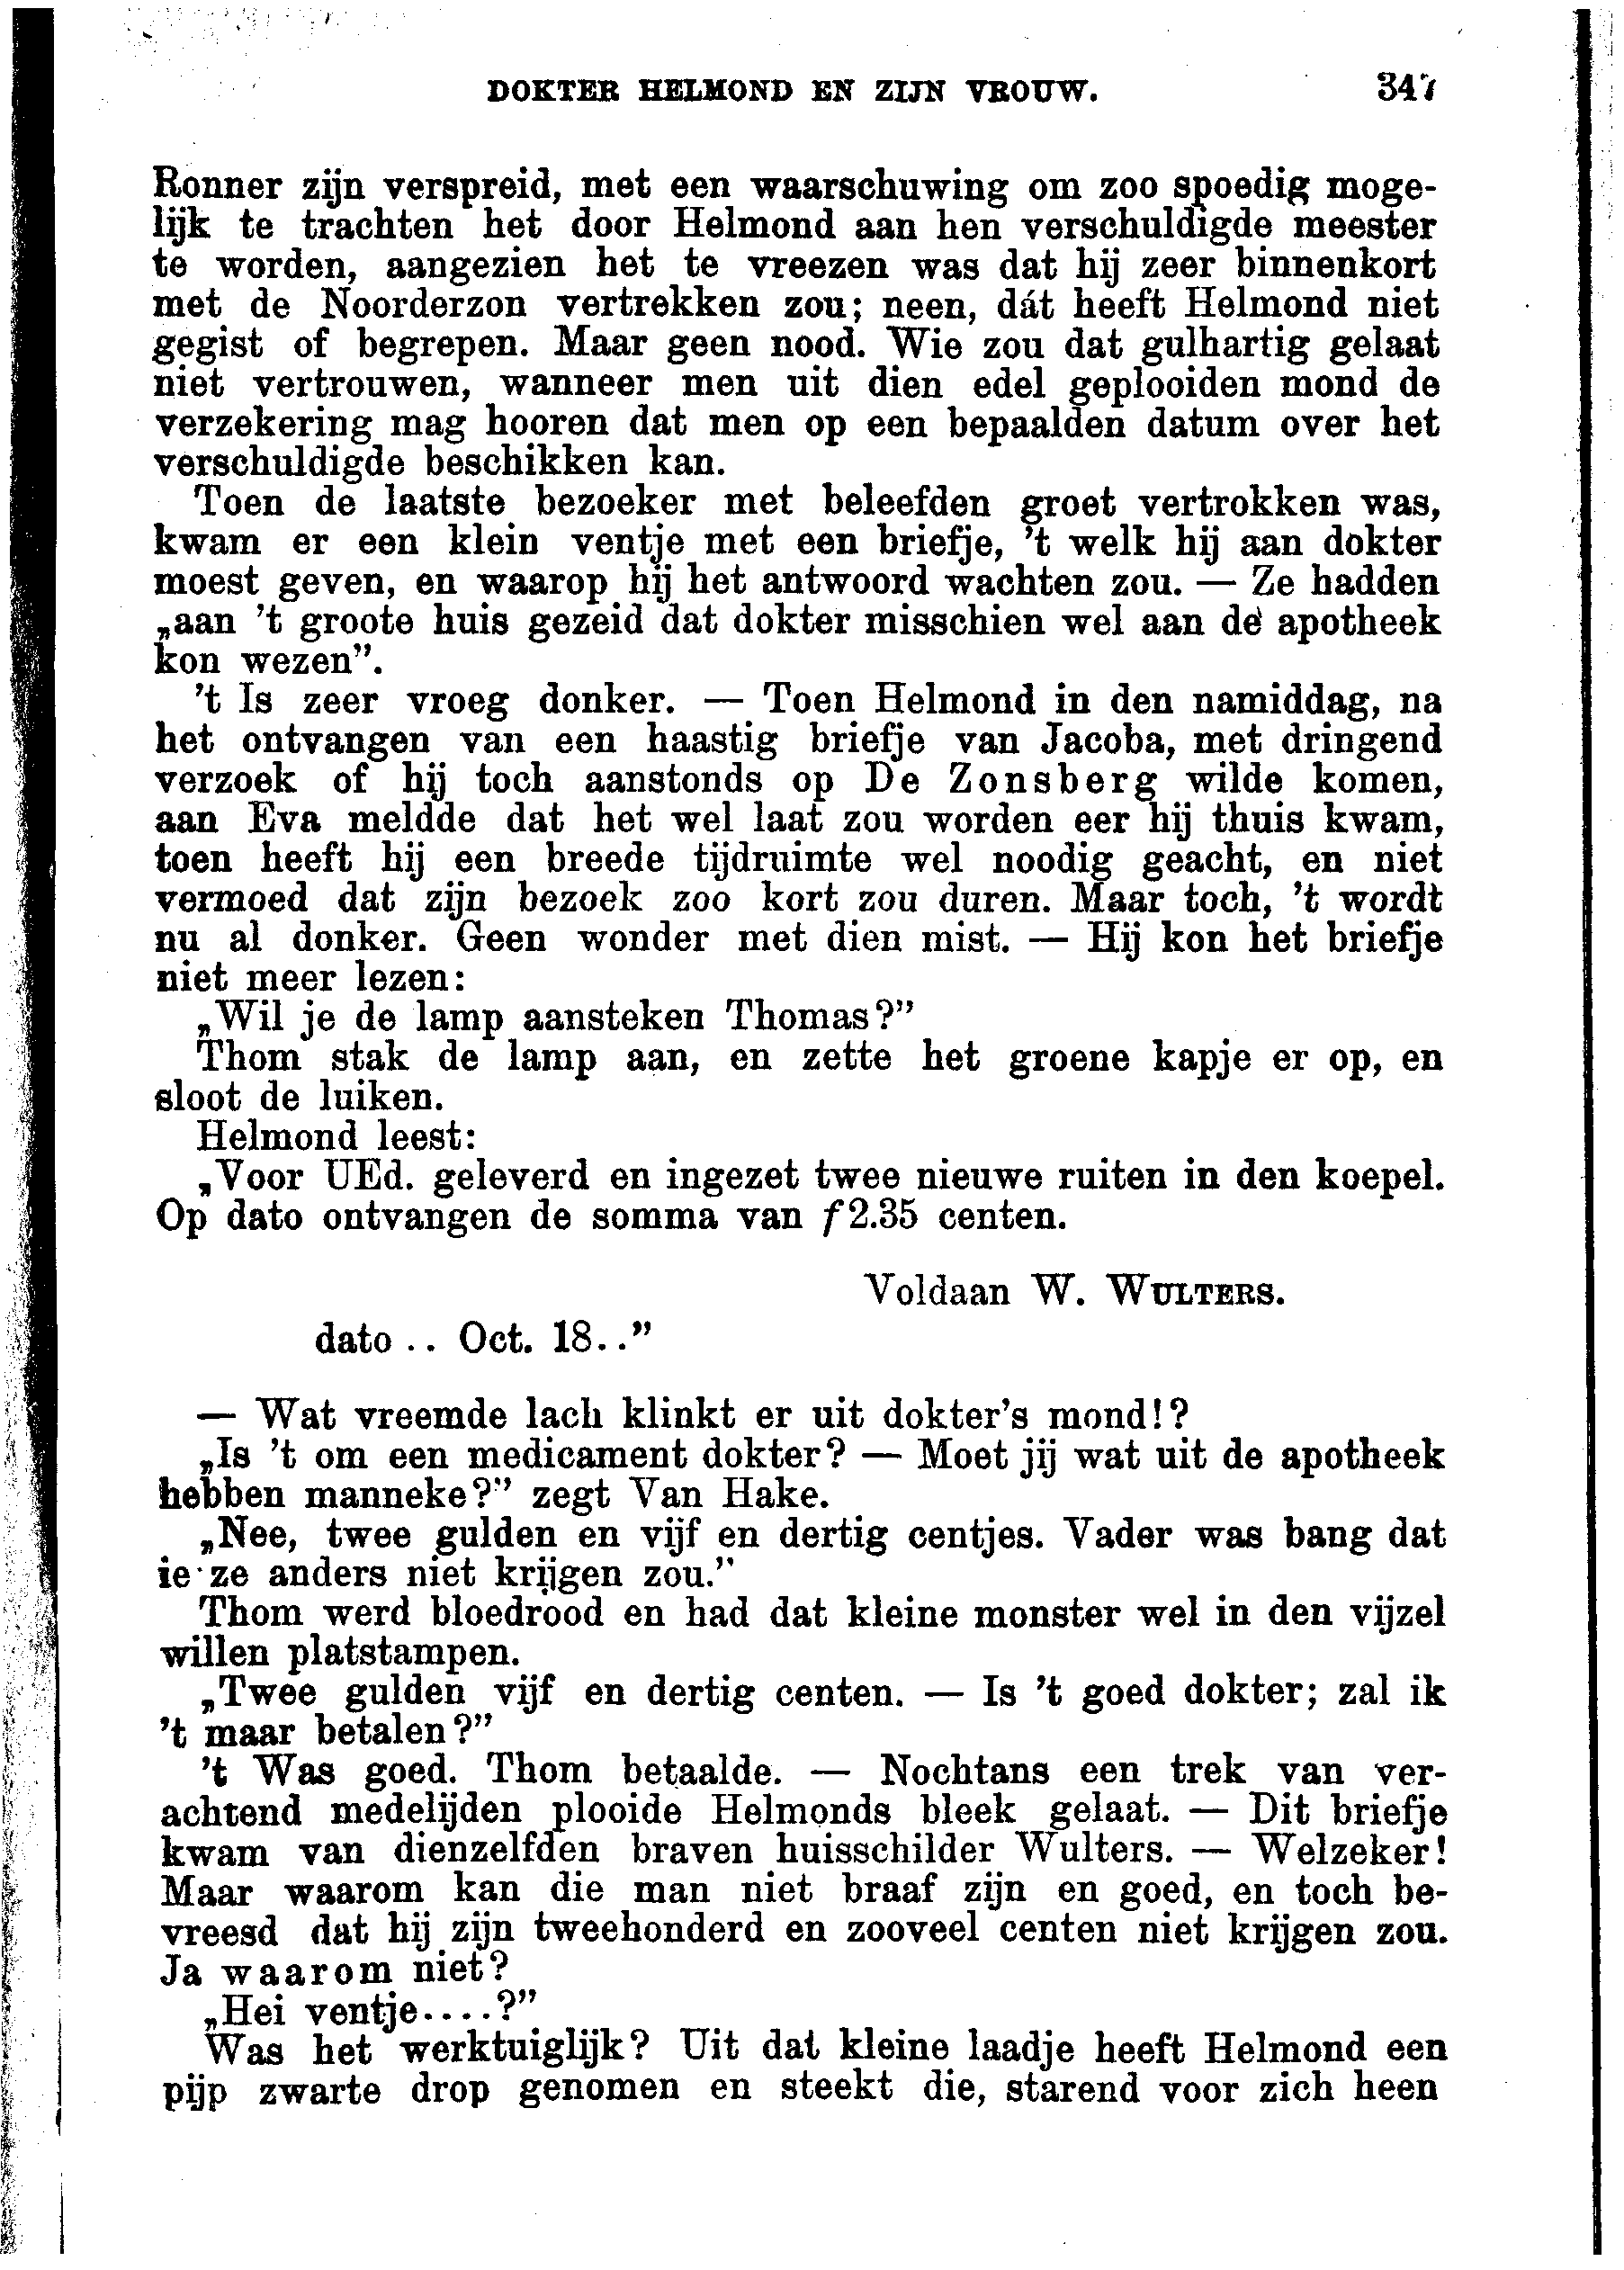 DOKTER HELMOND EN ZIJN VROUW. 347
Ronner zijn verspreid, met een waarschuwing om zoo spoedig moge-
lijk te trachten het door Helmond aan hen verschuldigde meester
te worden, aangezien het te vreezen was dat hij zeer binnenkort
met de Noorderzon vertrekken zou; neen, dát heeft Helmond niet
gegist of begrepen. Maar geen nood. Wie zou dat gulhartig gelaat
niet vertrouwen, wanneer men uit dien edel geplooiden mond de
verzekering mag hooren dat men op een bepaalden datum over het
verschuldigde beschikken kan.
Toen de laatste bezoeker met beleefden groet vertrokken was,
kwam er een klein ventje met een briefje, 't welk hij aan dokter
moest geven, en waarop hij het antwoord wachten zou. — Ze hadden
„aan 't groote huis gezeid dat dokter misschien wel aan de apotheek
kon wezen”.
't Is zeer vroeg donker. — Toen Helmond in den namiddag, na
het ontvangen van een haastig briefje van Jacoba, met dringend
verzoek of hij toch aanstonds op De Zonsberg wilde komen,
aan Eva meldde dat het wel laat zou worden eer hij thuis kwam,
toen heeft hij een breede tijdruimte wel noodig geacht, en niet
vermoed dat zijn bezoek zoo kort zou duren. Maar toch, 't wordt
nu al donker. Geen wonder met dien mist. — Hij kon het briefje
niet meer lezen:
„Wil je de lamp aansteken Thomas?”
Thom stak de lamp aan, en zette het groene kapje er op, en
sloot de luiken.
Helmond leest:
„Voor UEd. geleverd en ingezet twee nieuwe ruiten in den koepel.
Op dato ontvangen de somma van ƒ 2.35 centen.
Voldaan W. WULTERS.
dato .. Oct. 18..”
— Wat vreemde lach klinkt er uit dokter's mond!?
„Is 't om een medicament dokter? — Moet jij wat uit de apotheek
hebben manneke?” zegt Van Hake.
„Nee, twee gulden en vijf en dertig centjes. Vader was bang dat
ie ze anders niet krijgen zou.”
Thom werd bloedrood en had dat kleine monster wel in den vijzel
willen platstampen.
„Twee gulden vijf en dertig centen. — Is 't goed dokter; zal ik
't maar betalen?”
't Was goed. Thom betaalde. — Nochtans een trek van ver-
achtend medelijden plooide Helmonds bleek gelaat. — Dit briefje
kwam van dienzelfden braven huisschilder Wulters. — Welzeker!
Maar waarom kan die man niet braaf zijn en goed, en toch be-
vreesd dat hij zijn tweehonderd en zooveel centen niet krijgen zou.
Ja waarom niet?
„Hei ventje....?”
Was het werktuiglijk? Uit dat kleine laadje heeft Helmond een
pijp zwarte drop genomen en steekt die, starend voor zich heen